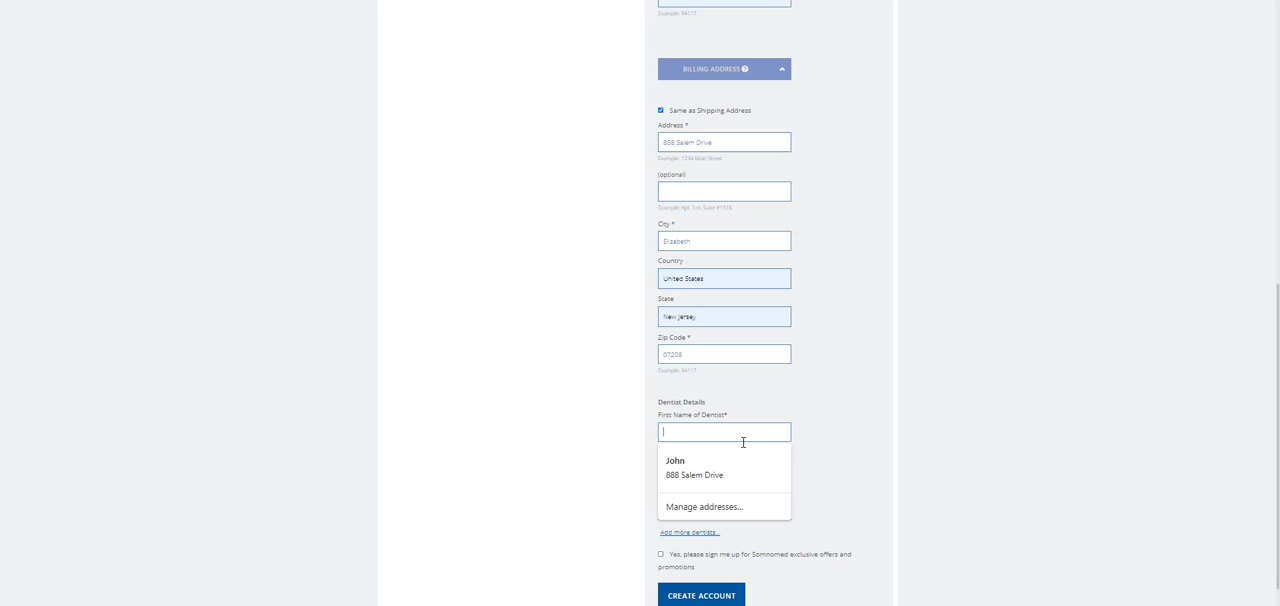 Example: 94117
BILLING ADDRESS
Same as Shipping Address
Address *
888 Salem Drive
Example: 1234 Main Street
(optional)
Example: Apt. 3 or Suite #1516
City *
Elizabeth
Country
United States
State
New Jersey
Zip Code *
07208
Example: 94117
Dentist Details
First Name of Dentist*
John
888 Salem Drive
Manage addresses...
Add more dentists...
Yes, please sign me up for Somnomed exclusive offers and
promotions
CREATE ACCOUNT